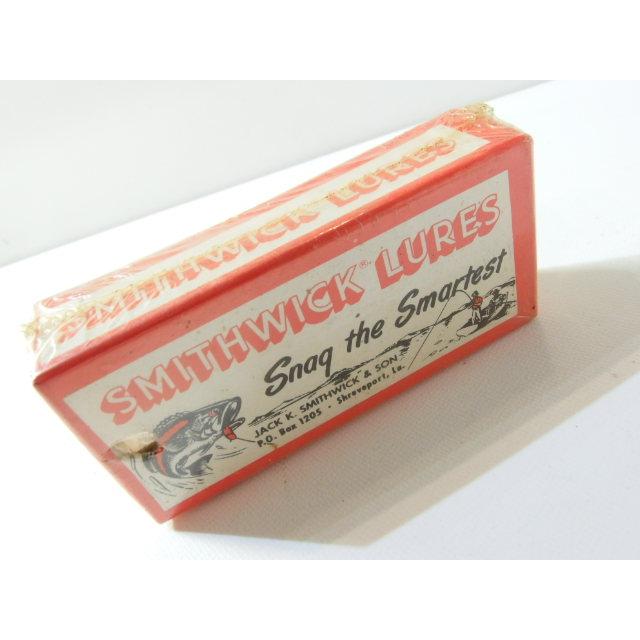 SMITHWICK LURES
SMITHWICK® LURES
Snag the Smartest
JACK K. SMITHWICK & SON
P.O. Box 1205 - Shreveport, La.